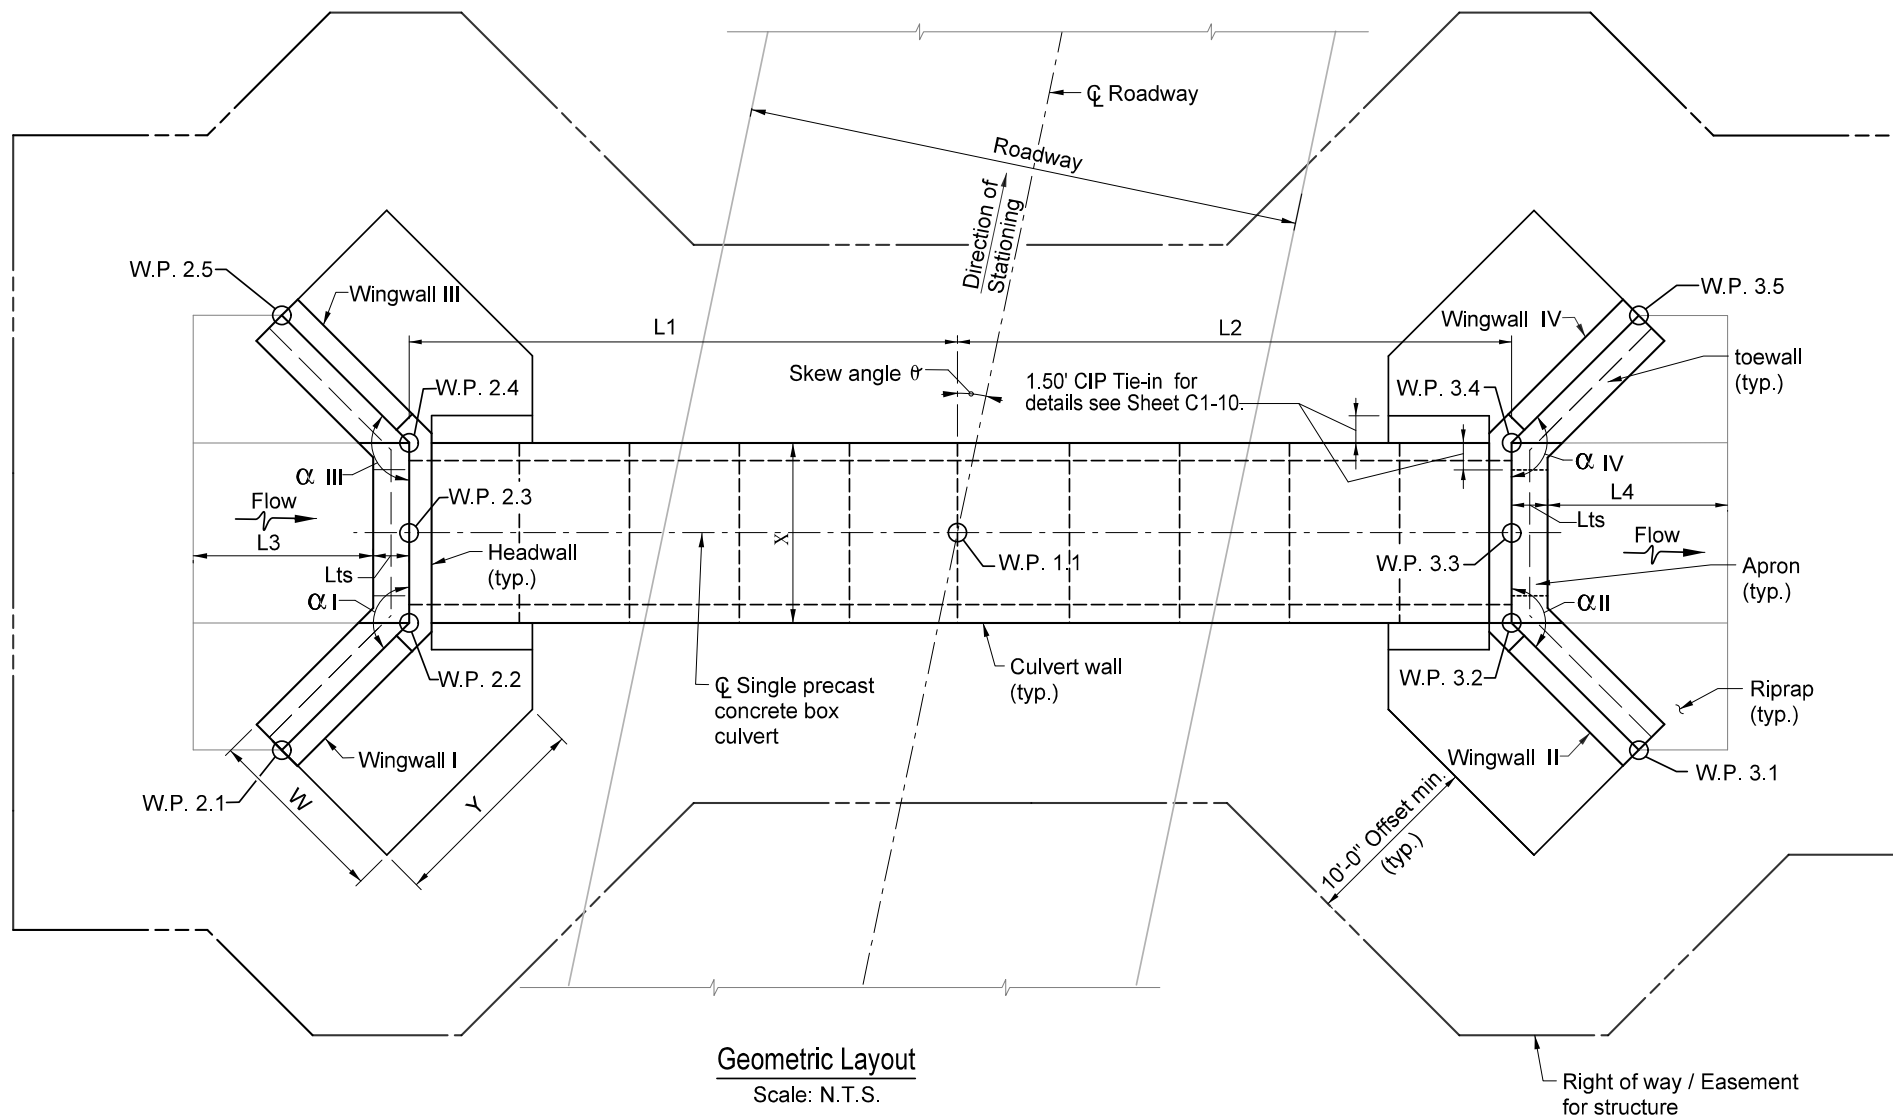 ℄ Roadway
Roadway
Direction of
Stationing
W.P. 2.5
Wingwall III
L1
L2
W.P. 3.5
Wingwall IV
toewall
(typ.)
Skew angle θ
1.50' CIP Tie-in for
details see Sheet C1-10.
W.P. 2.4
W.P. 3.4
α III
α IV
Flow
W.P. 2.3
L4
L3
Lts
Headwall
(typ.)
X
W.P. 1.1
W.P. 3.3
Lts
Flow
Apron
(typ.)
α I
α II
W.P. 2.2
℄ Single precast
concrete box
culvert
Culvert wall
(typ.)
W.P. 3.2
Riprap
(typ.)
Wingwall I
Wingwall II
W.P. 2.1
W
Y
W.P. 3.1
10'-0" Offset min.
(typ.)
Geometric Layout
Scale: N.T.S.
Right of way / Easement
for structure